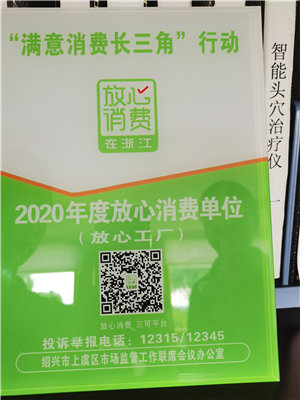 “满意消费长三角”行动
放心
消费
在浙江
2020年度放心消费单位
(放心工厂)
放心消费 三可平台
投诉举报电话：12315/12345
绍兴市上虞区市场监管工作联席会议办公室
智能头穴治疗仪 一